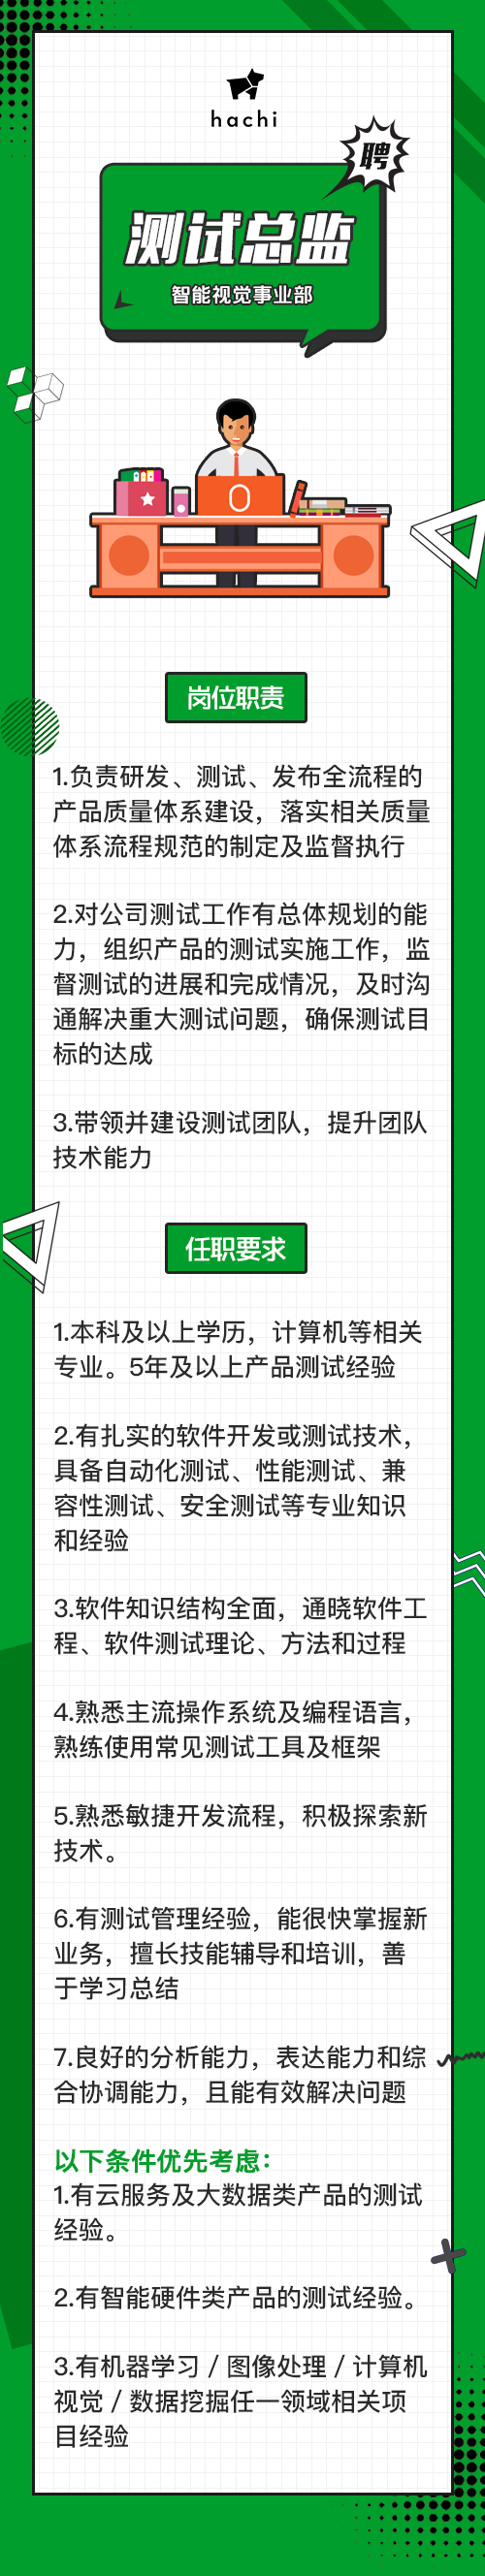 hachi
聘
测试总监
智能视觉事业部
岗位职责
1.负责研发、测试、发布全流程的
产品质量体系建设，落实相关质量
体系流程规范的制定及监督执行
2.对公司测试工作有总体规划的能
力，组织产品的测试实施工作，监
督测试的进展和完成情况，及时沟
通解决重大测试问题，确保测试目
标的达成
3.带领并建设测试团队，提升团队
技术能力
任职要求
1.本科及以上学历，计算机等相关
专业。5年及以上产品测试经验
2.有扎实的软件开发或测试技术，
具备自动化测试、性能测试、兼
容性测试、安全测试等专业知识
和经验
3.软件知识结构全面，通晓软件工
程、软件测试理论、方法和过程
4.熟悉主流操作系统及编程语言，
熟练使用常见测试工具及框架
5.熟悉敏捷开发流程，积极探索新
技术。
6.有测试管理经验，能很快掌握新
业务，擅长技能辅导和培训，善
于学习总结
7.良好的分析能力，表达能力和综
合协调能力，且能有效解决问题
以下条件优先考虑：
1.有云服务及大数据类产品的测试
经验。
2.有智能硬件类产品的测试经验。
3.有机器学习 / 图像处理 / 计算机
视觉 / 数据挖掘任一领域相关项
目经验